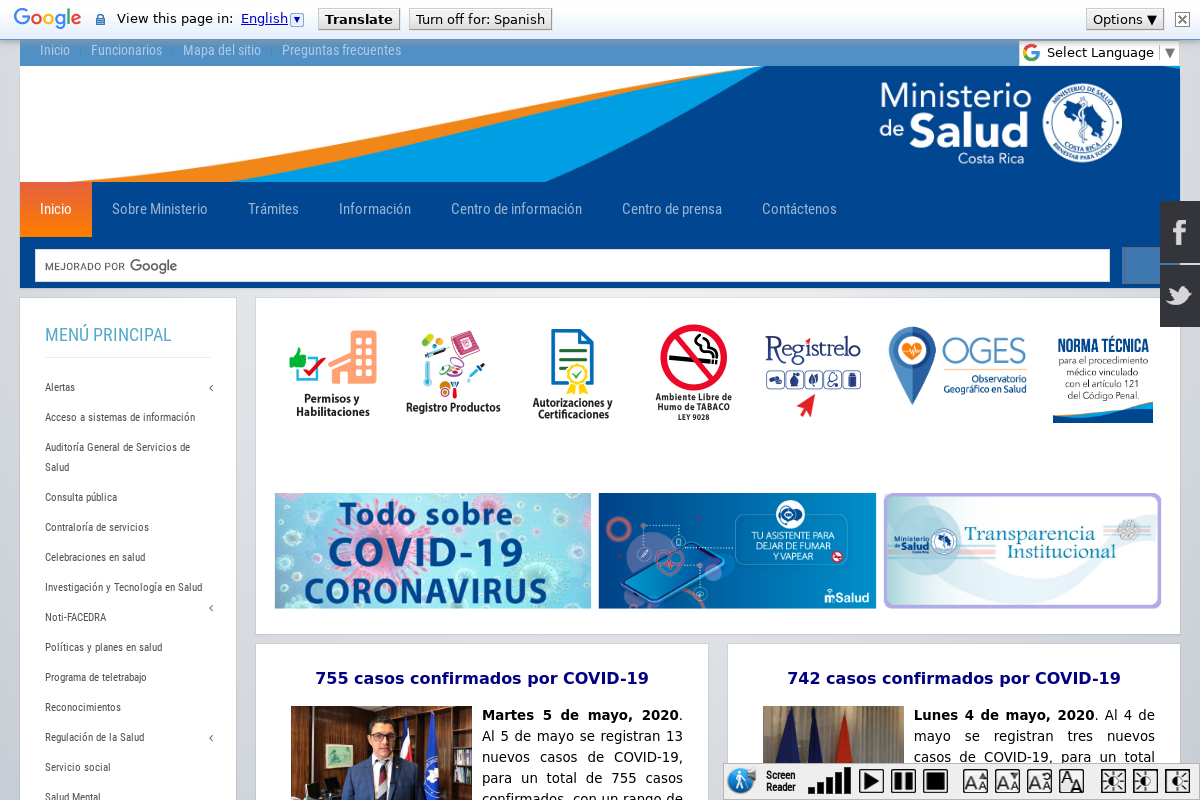 Google View this page in: English ▼ Translate Turn off for: Spanish Options ▼
Inicio Funcionarios Mapa del sitio Preguntas frecuentes
Select Language ▼
Ministerio
de Salud
Costa Rica
MINISTERIO DE SALUD
COSTA RICA
BIENESTAR PARA TODOS
Inicio Sobre Ministerio Trámites Información Centro de información Centro de prensa Contáctenos
MEJORADO POR Google
MENÚ PRINCIPAL
Alertas
Acceso a sistemas de información
Auditoría General de Servicios de
Salud
Consulta pública
Contraloría de servicios
Celebraciones en salud
Investigación y Tecnología en Salud
Noti-FACEDRA
Políticas y planes en salud
Programa de teletrabajo
Reconocimientos
Regulación de la Salud
Servicio social
Salud Mental
Permisos y
Habilitaciones
Registro Productos
Autorizaciones y
Certificaciones
Ambiente Libre de
Humo de TABACO
LEY 9028
Regístrelo
OGES
Observatorio
Geográfico en Salud
NORMA TÉCNICA
para el procedimiento
médico vinculado
con el artículo 121
del Código Penal.
Todo sobre
COVID-19
CORONAVIRUS
TU ASISTENTE PARA
DEJAR DE FUMAR
Y VAPEAR
mSalud
Ministerio
de Salud
Costa Rica
Transparencia
Institucional
755 casos confirmados por COVID-19
Martes 5 de mayo, 2020.
Al 5 de mayo se registran 13
nuevos casos de COVID-19,
para un total de 755 casos
confirmados, con un rango de
742 casos confirmados por COVID-19
Lunes 4 de mayo, 2020. Al 4 de
mayo se registran tres nuevos
casos de COVID-19, para un total
Screen
Reader